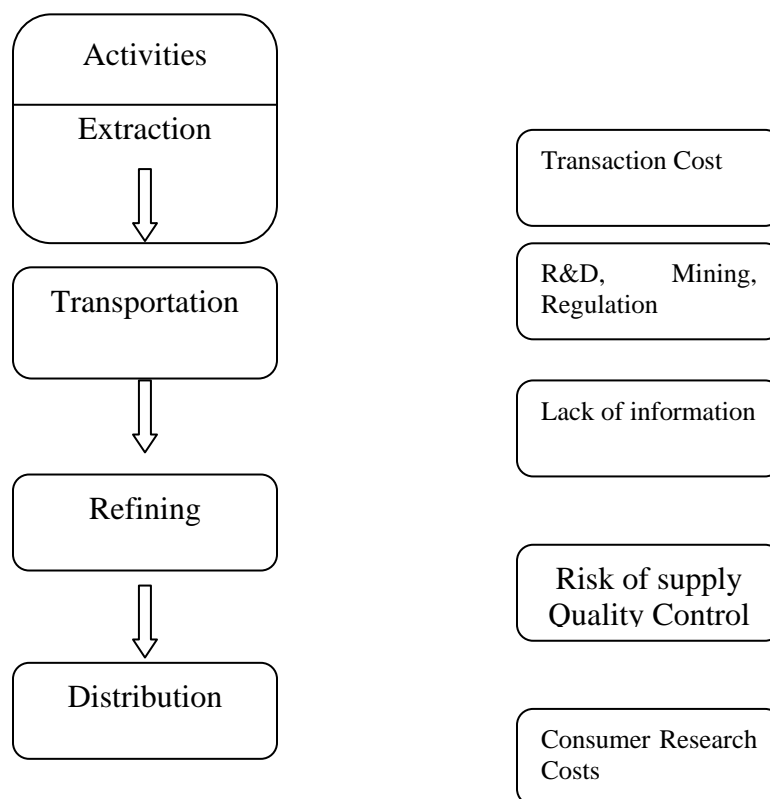 Activities
Extraction
Transportation
Refining
Distribution
Transaction Cost
R&D, Mining,
Regulation
Lack of information
Risk of supply
Quality Control
Consumer Research
Costs